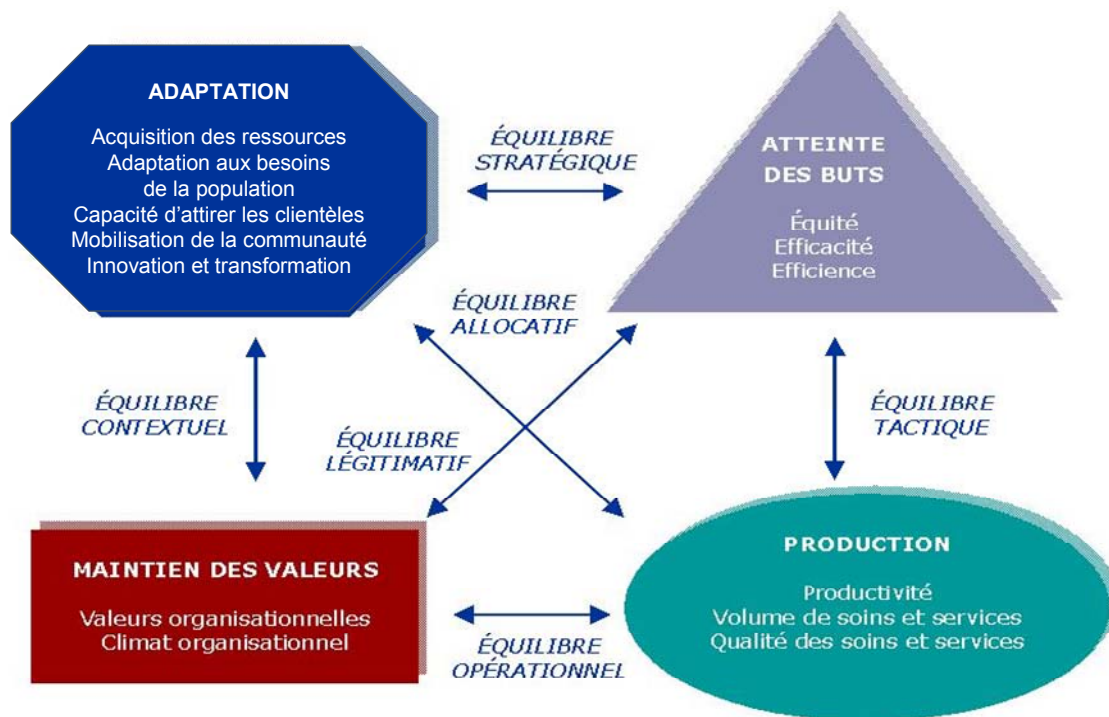 ADAPTATION
Acquisition des ressources
Adaptation aux besoins
de la population
Capacité d'attirer les clientèles
Mobilisation de la communauté
Innovation et transformation
ÉQUILIBRE
STRATÉGIQUE
ATTEINTE
DES BUTS
Équité
Efficacité
Efficience
ÉQUILIBRE
ALLOCATIF
ÉQUILIBRE
CONTEXTUEL
ÉQUILIBRE
LÉGITIMATIF
ÉQUILIBRE
TACTIQUE
MAINTIEN DES VALEURS
Valeurs organisationnelles
Climat organisationnel
ÉQUILIBRE
OPÉRATIONNEL
PRODUCTION
Productivité
Volume de soins et services
Qualité des soins et services